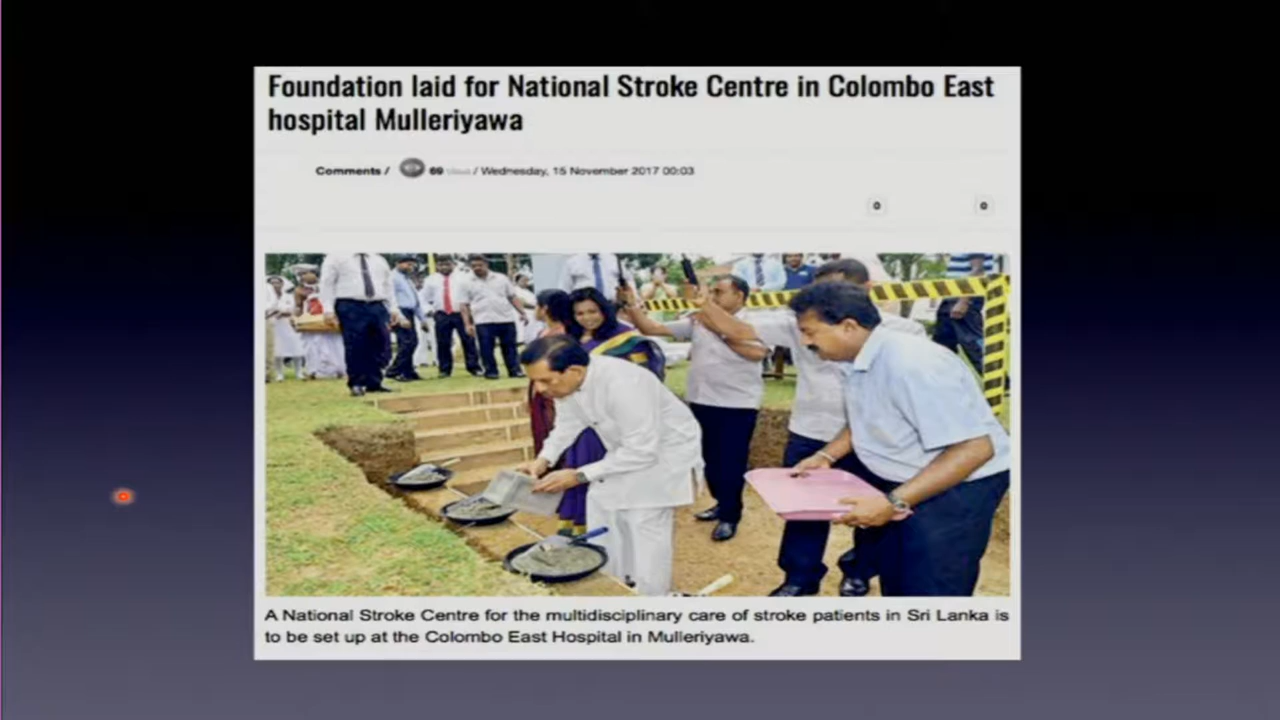 Foundation laid for National Stroke Centre in Colombo East
hospital Mulleriyawa
Comments / 69 views / Wednesday, 15 November 2017 00:03
0 0
A National Stroke Centre for the multidisciplinary care of stroke patients in Sri Lanka is
to be set up at the Colombo East Hospital in Mulleriyawa.